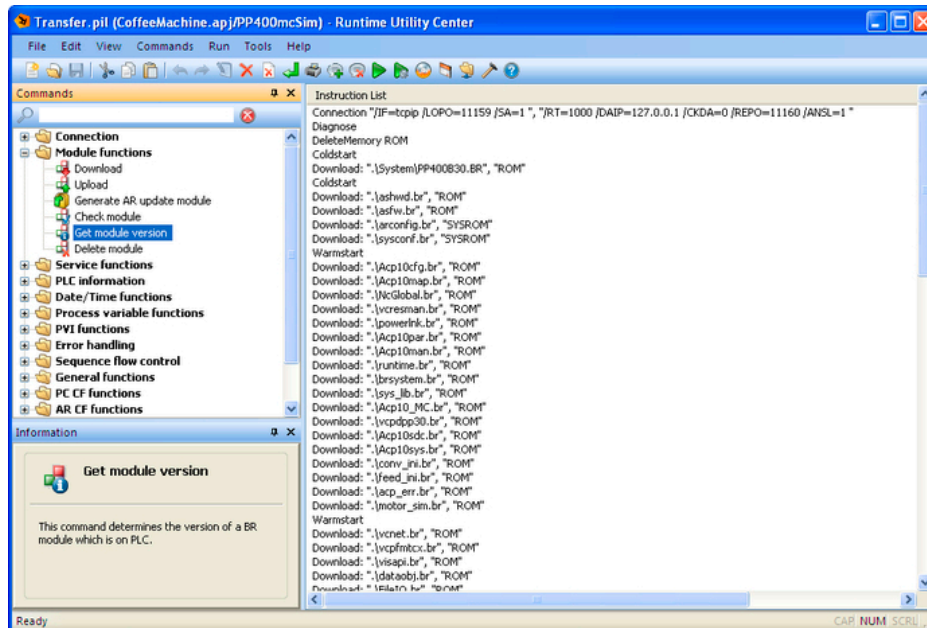 Transfer.pil (CoffeeMachine.apj/PP400mcSim) - Runtime Utility Center
File Edit View Commands Run Tools Help
Commands
Connection
Module functions
Download
Upload
Generate AR update module
Check module
Get module version
Delete module
Service functions
PLC information
Date/Time functions
Process variable functions
PVI functions
Error handling
Sequence flow control
General functions
PC CF functions
AR CF functions
Information
Get module version
This command determines the version of a BR
module which is on PLC.
Instruction List
Connection "/IF=tcpip /LOPO=11159 /SA=1 ", "/RT=1000 /DAIP=127.0.0.1 /CKDA=0 /REPO=11160 /ANSL=1 "
Diagnose
DeleteMemory ROM
Coldstart
Download: ".\System\PP400B30.BR", "ROM"
Coldstart
Download: ".\ashwd.br", "ROM"
Download: ".\asfw.br", "ROM"
Download: ".\arconfig.br", "SYSROM"
Download: ".\sysconf.br", "SYSROM"
Warmstart
Download: ".\Acp10cfg.br", "ROM"
Download: ".\Acp10map.br", "ROM"
Download: ".\NcGlobal.br", "ROM"
Download: ".\vcresman.br", "ROM"
Download: ".\powerlnk.br", "ROM"
Download: ".\Acp10par.br", "ROM"
Download: ".\Acp10man.br", "ROM"
Download: ".\runtime.br", "ROM"
Download: ".\brsystem.br", "ROM"
Download: ".\sys_lib.br", "ROM"
Download: ".\Acp10_MC.br", "ROM"
Download: ".\vcpdpp30.br", "ROM"
Download: ".\Acp10sdc.br", "ROM"
Download: ".\Acp10sys.br", "ROM"
Download: ".\conv_ini.br", "ROM"
Download: ".\feed_ini.br", "ROM"
Download: ".\acp_err.br", "ROM"
Download: ".\motor_sim.br", "ROM"
Warmstart
Download: ".\vcnet.br", "ROM"
Download: ".\vcpfmtcx.br", "ROM"
Download: ".\visapi.br", "ROM"
Download: ".\dataobj.br", "ROM"
Download: ".\FileIO.br", "ROM"
Ready
CAP NUM SCRL